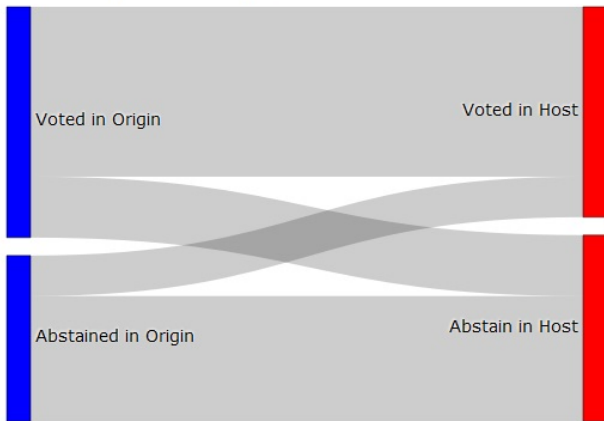 Voted in Origin
Voted in Host
Abstained in Origin
Abstain in Host